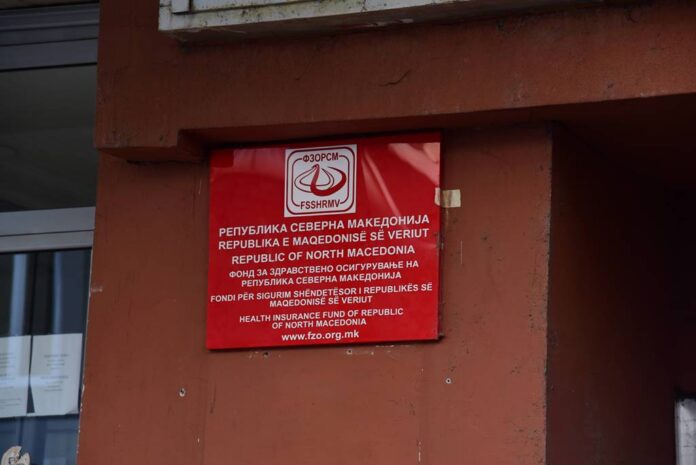 ФЗОРСМ
FSSHRMV
РЕПУБЛИКА СЕВЕРНА МАКЕДОНИЈА
REPUBLIKA E MAQEDONISË SË VERIUT
REPUBLIC OF NORTH MACEDONIA
ФОНД ЗА ЗДРАВСТВЕНО ОСИГУРУВАЊЕ НА
РЕПУБЛИКА СЕВЕРНА МАКЕДОНИЈА
FONDI PËR SIGURIM SHËNDETËSOR I REPUBLIKËS SË
MAQEDONISË SË VERIUT
HEALTH INSURANCE FUND OF REPUBLIC
OF NORTH MACEDONIA
www.fzo.org.mk